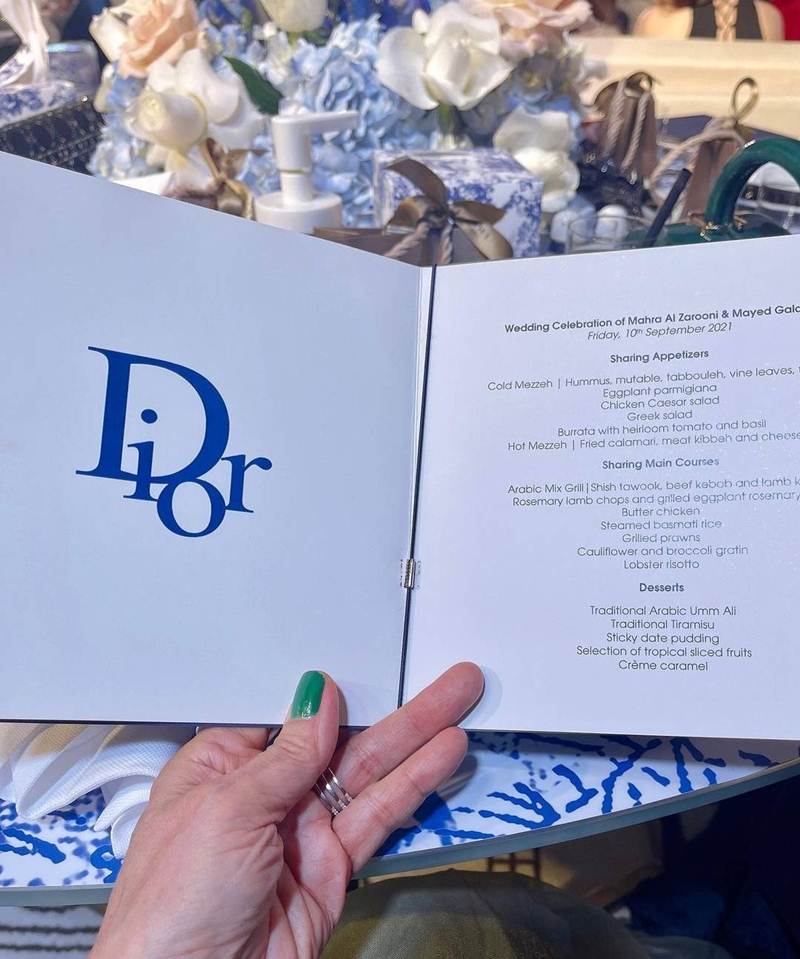 Dior
Wedding Celebration of Mahra Al Zarooni & Mayed
Friday, 10th September 2021
Sharing Appetizers
Cold Mezzeh | Hummus, mutable, tabbouleh, vine leaves,
Eggplant parmigiana
Chicken Caesar salad
Greek salad
Burrata with heirloom tomato and basil
Hot Mezzeh | Fried calamari, meat kibbeh and cheese
Sharing Main Courses
Arabic Mix Grill | Shish tawook, beef kebab and lamb
Rosemary lamb chops and grilled eggplant rosemary
Butter chicken
Steamed basmati rice
Grilled prawns
Cauliflower and broccoli gratin
Lobster risotto
Desserts
Traditional Arabic Umm Ali
Traditional Tiramisu
Sticky date pudding
Selection of tropical sliced fruits
Crème caramel